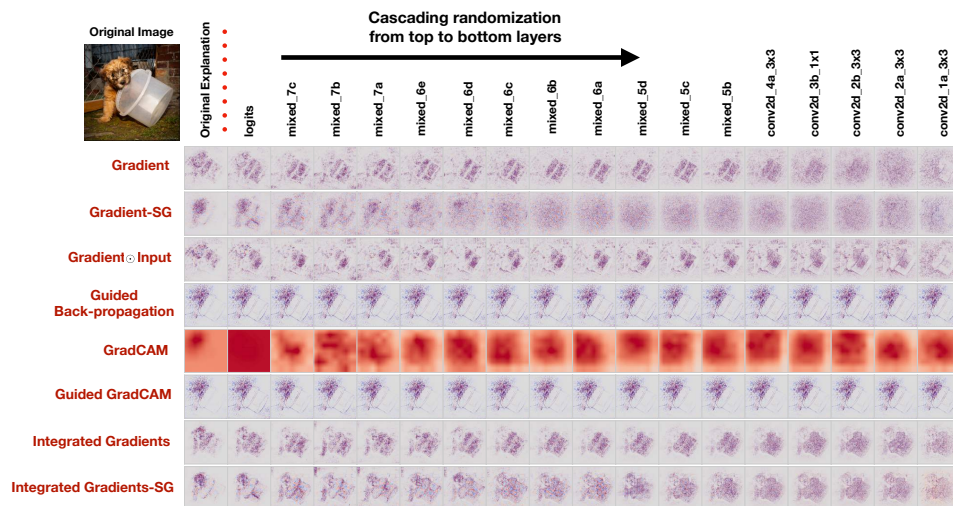 Cascading randomization
from top to bottom layers
Original Image
Original Explanation
logits
mixed_7c
mixed_7b
mixed_7a
mixed_6e
mixed_6d
mixed_6c
mixed_6b
mixed_6a
mixed_5d
mixed_5c
mixed_5b
conv2d_4a_3x3
conv2d_3b_1x1
conv2d_2b_3x3
conv2d_2a_3x3
conv2d_1a_3x3
Gradient
Gradient-SG
Gradient⊙Input
Guided
Back-propagation
GradCAM
Guided GradCAM
Integrated Gradients
Integrated Gradients-SG